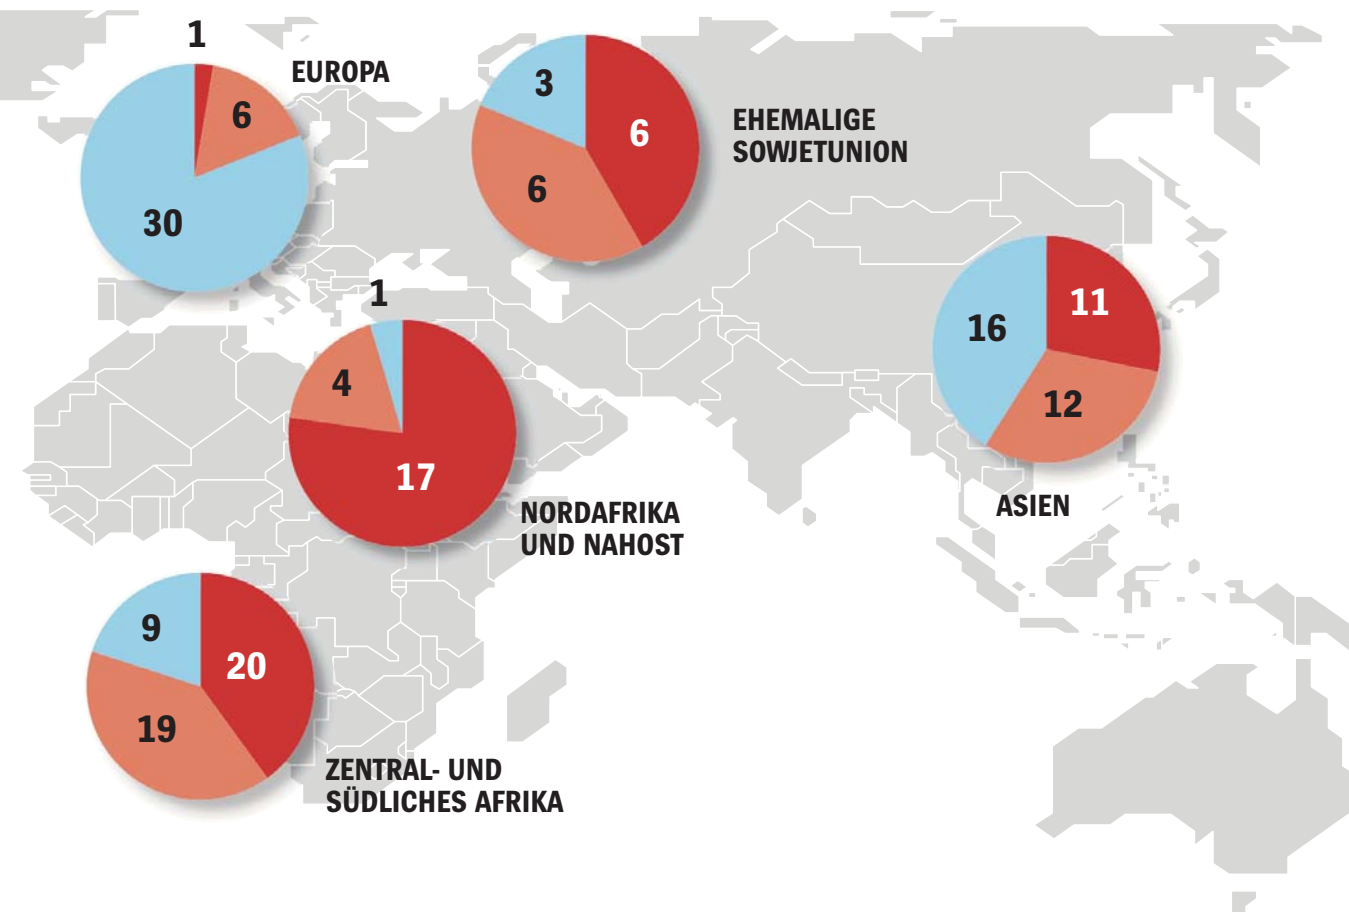 1
EUROPA
6
30
3
6
6
EHEMALIGE
SOWJETUNION
1
4
17
NORDAFRIKA
UND NAHOST
16
11
12
ASIEN
9
20
19
ZENTRAL- UND
SÜDLICHES AFRIKA